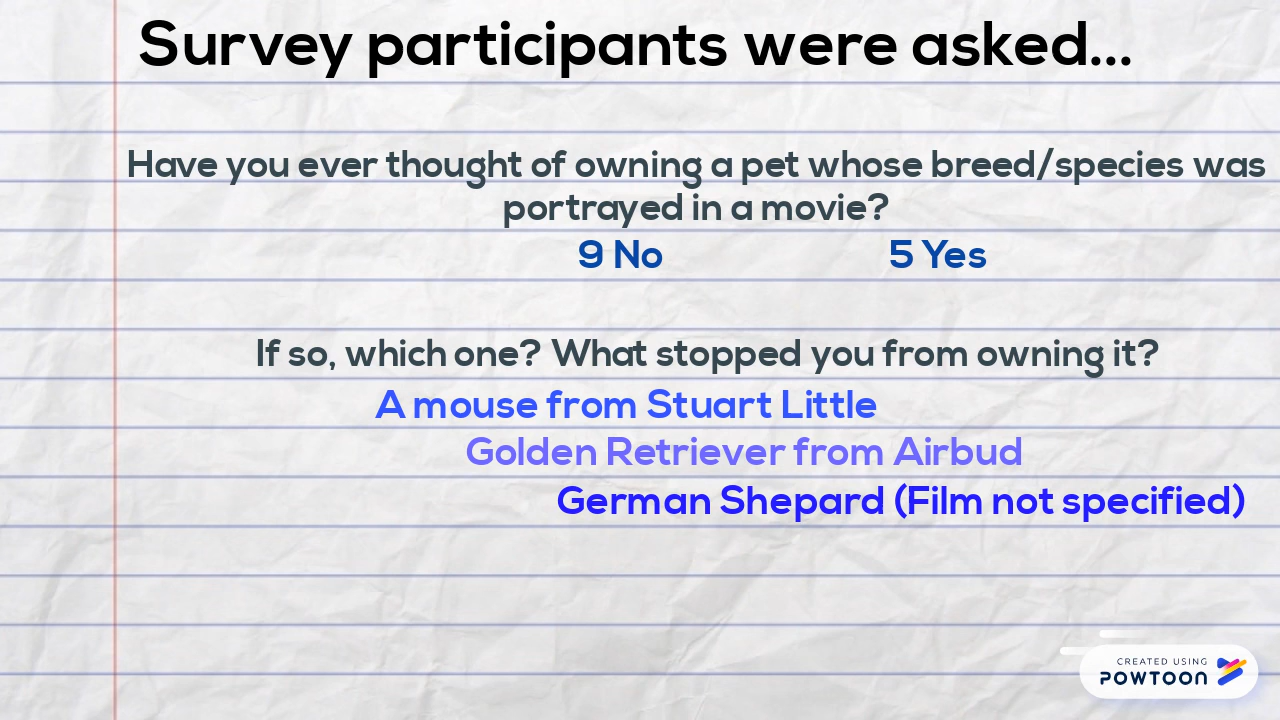 Survey participants were asked...
Have you ever thought of owning a pet whose breed/species was
portrayed in a movie?
9 No 5 Yes
If so, which one? What stopped you from owning it?
A mouse from Stuart Little
Golden Retriever from Airbud
German Shepard (Film not specified)
CREATED USING
POWTOON